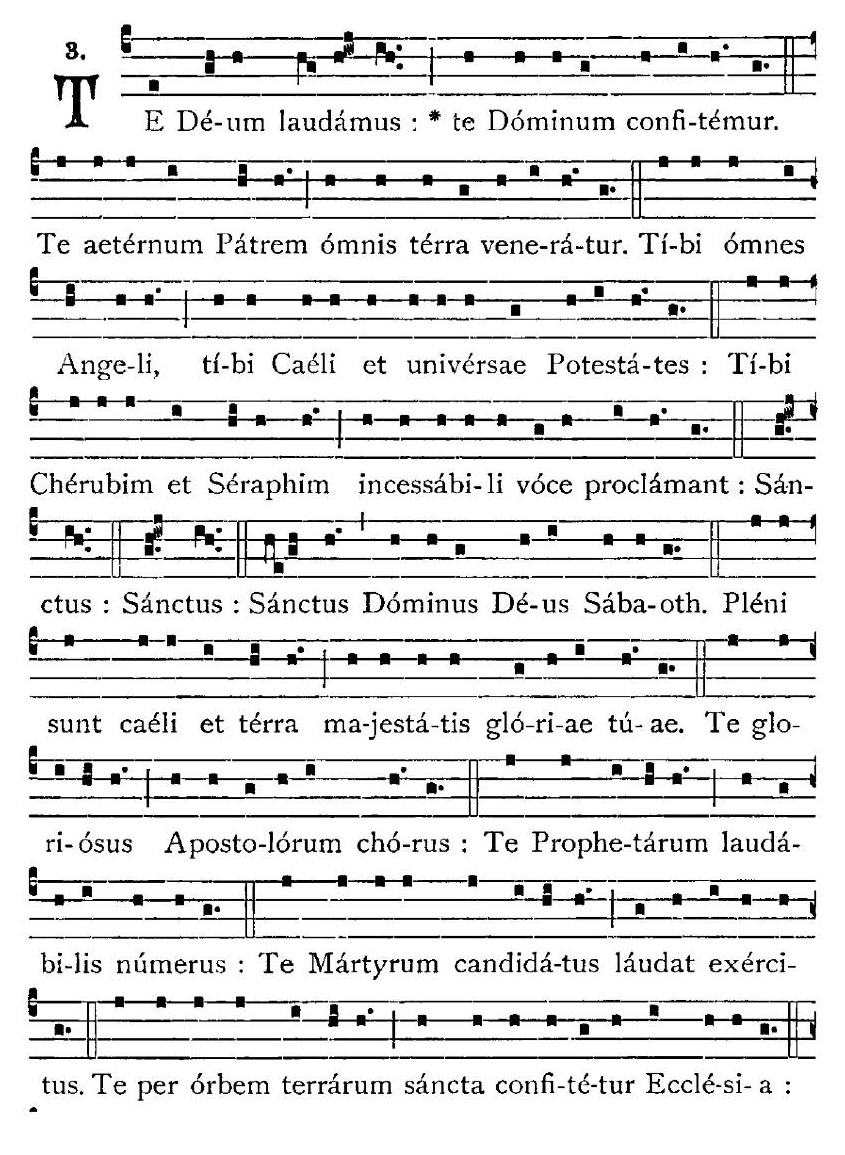 3.
TE Dé-um laudámus : * te Dóminum confi-témur.
Te aetérnum Pátrem ómnis térra vene-rá-tur. Tí-bi ómnes
Ange-li, tí-bi Caéli et univérsae Potestá-tes : Tí-bi
Chérubim et Séraphim incessábi-li vóce proclámant : Sán-
ctus : Sánctus : Sánctus Dóminus Dé-us Sába-oth. Pléni
sunt caéli et térra ma-jestá-tis gló-ri-ae tú-ae. Te glo-
ri-ósus Aposto-lórum chó-rus : Te Prophe-tárum laudá-
bi-lis númerus : Te Mártyrum candidá-tus láudat exérci-
tus. Te per órbem terrárum sáncta confi-té-tur Ecclé-si-a :